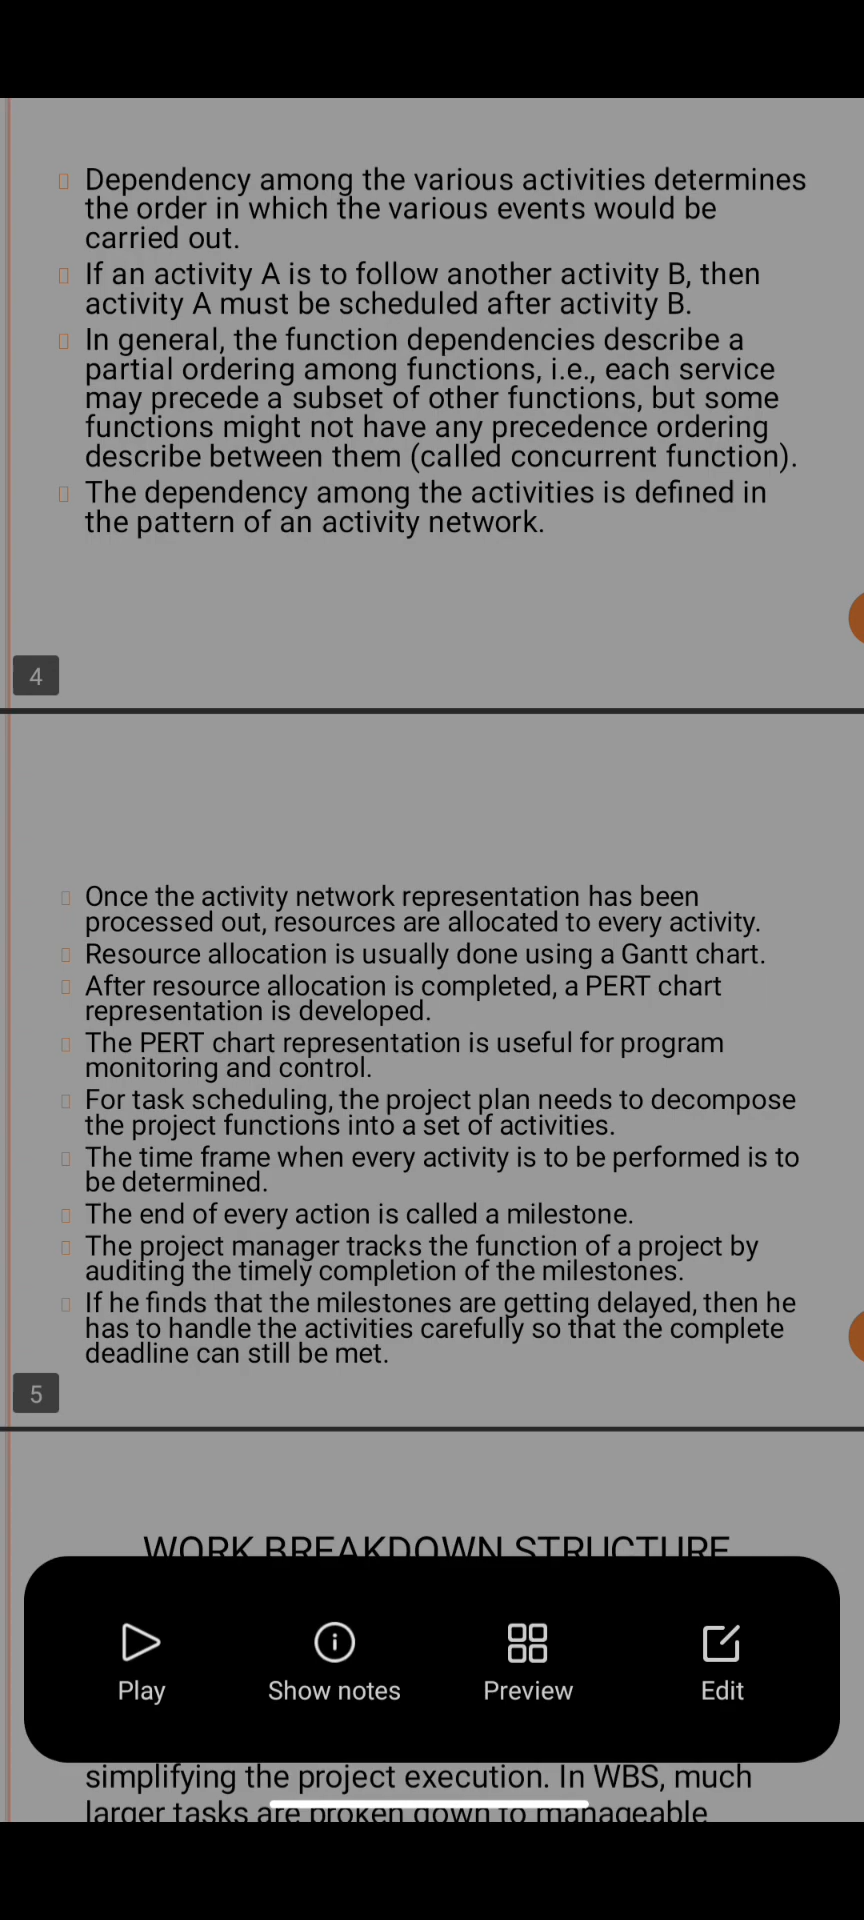 Dependency among the various activities determines
the order in which the various events would be
carried out.
If an activity A is to follow another activity B, then
activity A must be scheduled after activity B.
In general, the function dependencies describe a
partial ordering among functions, i.e., each service
may precede a subset of other functions, but some
functions might not have any precedence ordering
describe between them (called concurrent function).
The dependency among the activities is defined in
the pattern of an activity network.
4
Once the activity network representation has been
processed out, resources are allocated to every activity.
Resource allocation is usually done using a Gantt chart.
After resource allocation is completed, a PERT chart
representation is developed.
The PERT chart representation is useful for program
monitoring and control.
For task scheduling, the project plan needs to decompose
the project functions into a set of activities.
The time frame when every activity is to be performed is to
be determined.
The end of every action is called a milestone.
The project manager tracks the function of a project by
auditing the timely completion of the milestones.
If he finds that the milestones are getting delayed, then he
has to handle the activities carefully so that the complete
deadline can still be met.
5
WORK BREAKDOWN STRUCTURE
Play
Show notes
Preview
Edit
simplifying the project execution. In WBS, much
larger tasks are broken down to manageable